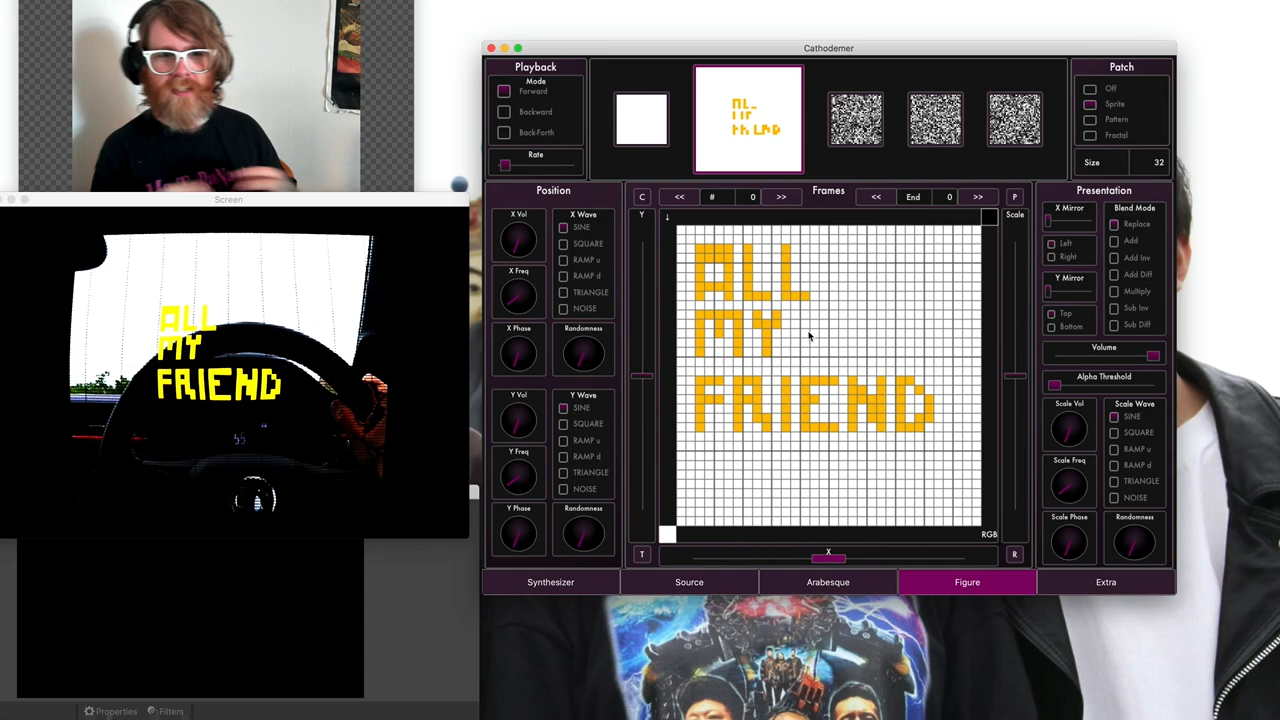 Cathodemer
Playback
Mode
Forward
Backward
Back-Forth
Rate
Patch
Off
Sprite
Pattern
Fractal
Size 32
Screen
Position
X Vol
X Wave
SINE
SQUARE
RAMP u
RAMP d
TRIANGLE
NOISE
X Freq
X Phase
Randomness
Y Vol
Y Wave
SINE
SQUARE
RAMP u
RAMP d
TRIANGLE
NOISE
Y Freq
Y Phase
Randomness
C << # 0 >> Frames << End 0 >> P
Y ↓ Scale
ALL
MY
FRIEND
RGB
T X R
Presentation
X Mirror
Left
Right
Y Mirror
Top
Bottom
Blend Mode
Replace
Add
Add Inv
Add Diff
Multiply
Sub Inv
Sub Diff
Volume
Alpha Threshold
Scale Vol
Scale Wave
SINE
SQUARE
RAMP u
RAMP d
TRIANGLE
NOISE
Scale Freq
Scale Phase
Randomness
Synthesizer Source Arabesque Figure Extra
ALL
MY
FRIEND
55
Properties Filters